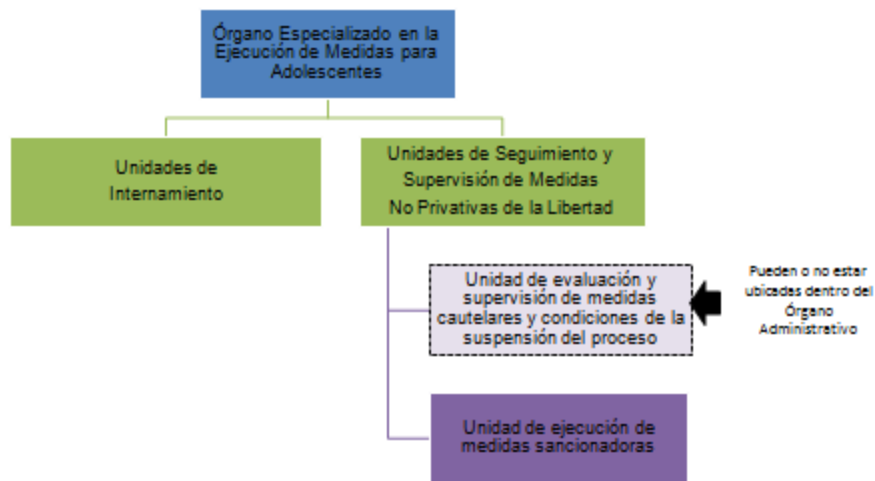 Órgano Especializado en la
Ejecución de Medidas para
Adolescentes
Unidades de
Internamiento
Unidades de Seguimiento y
Supervisión de Medidas
No Privativas de la Libertad
Unidad de evaluación y
supervisión de medidas
cautelares y condiciones de la
suspensión del proceso
Pueden o no estar
ubicadas dentro del
Órgano
Administrativo
Unidad de ejecución de
medidas sancionadoras